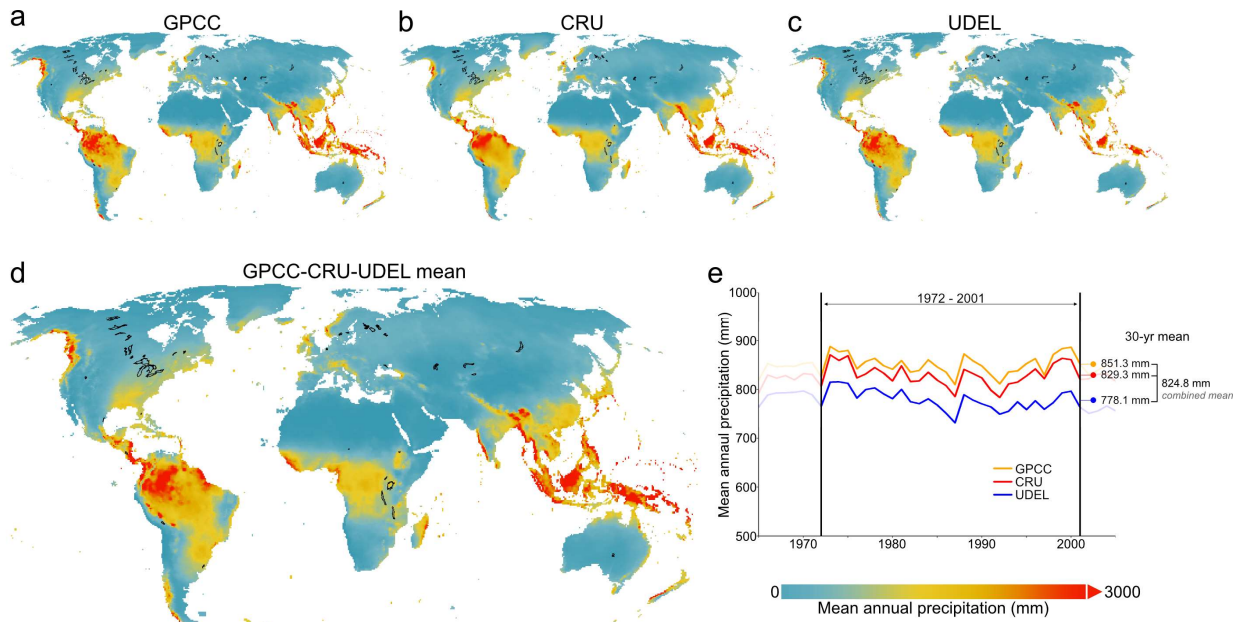 a
GPCC
b
CRU
c
UDEL
d
GPCC-CRU-UDEL mean
e
1000
900
800
700
600
500
Mean annaul precipitation (mm)
1972 - 2001
30-yr mean
851.3 mm
829.3 mm
778.1 mm
824.8 mm
combined mean
GPCC
CRU
UDEL
1970
1980
1990
2000
0
3000
Mean annual precipitation (mm)